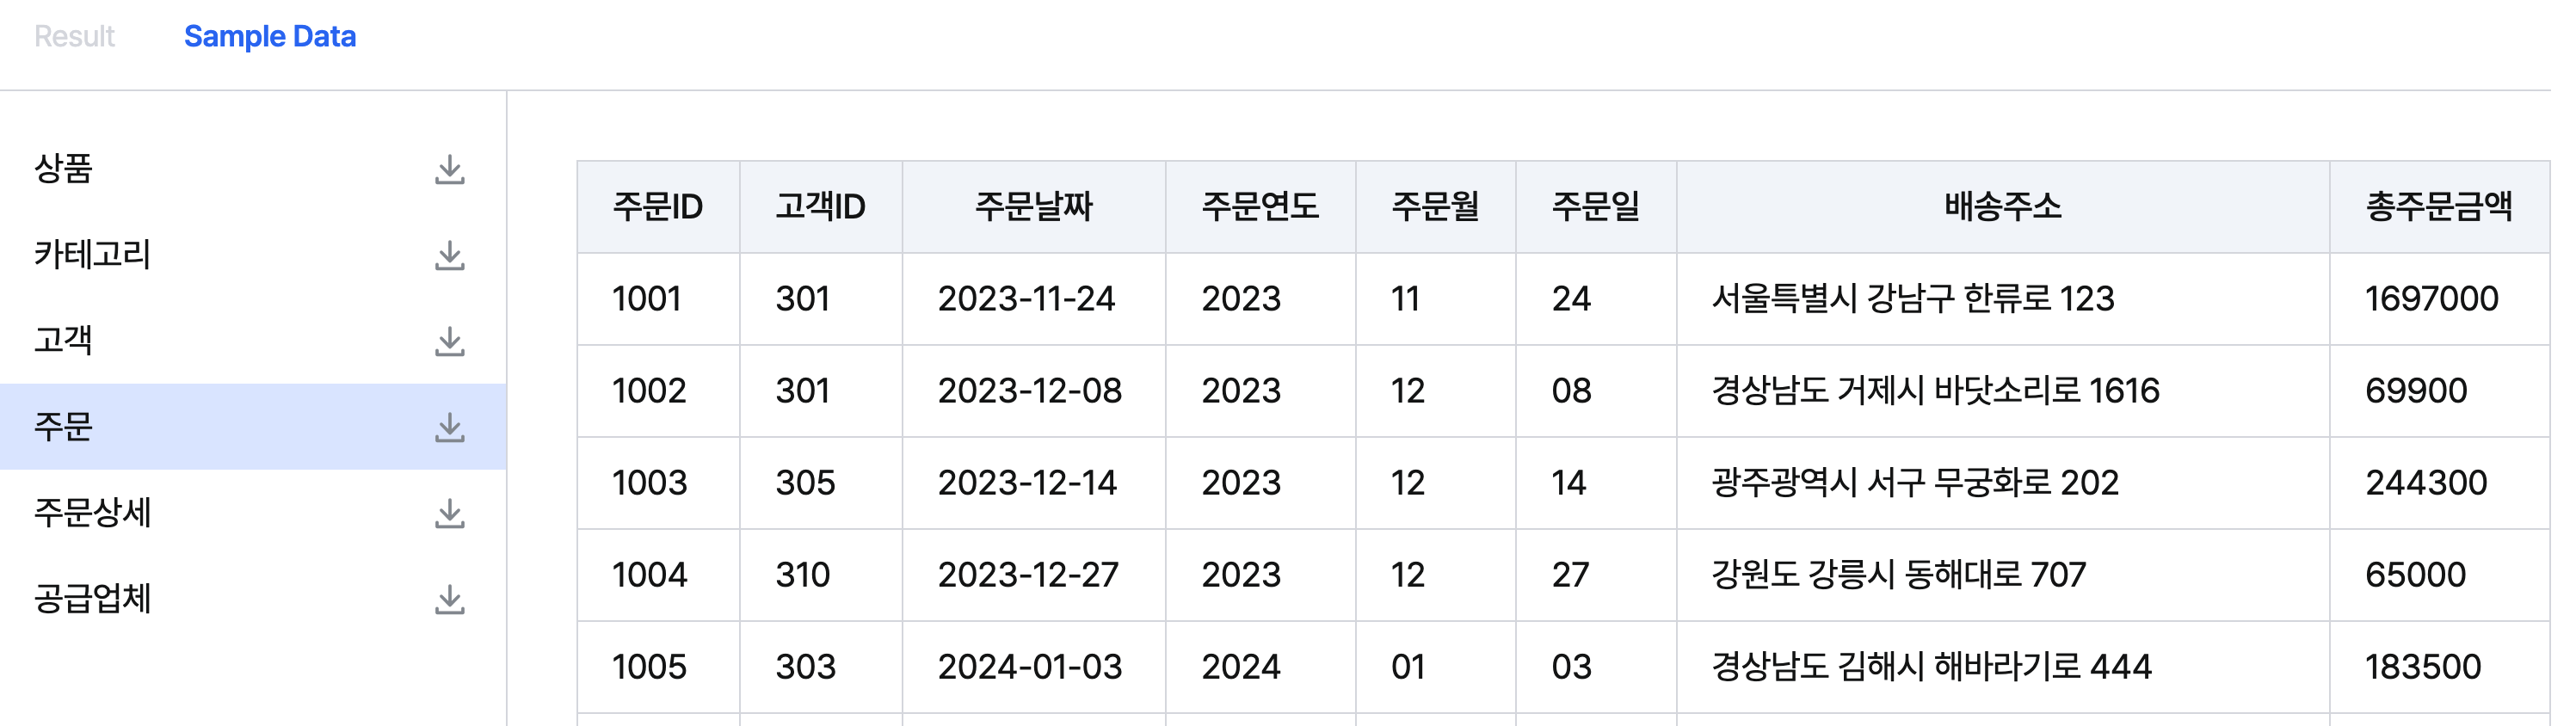 Result Sample Data
상품
카테고리
고객
주문
주문상세
공급업체
주문ID 고객ID 주문날짜 주문연도 주문월 주문일 배송주소 총주문금액
1001 301 2023-11-24 2023 11 24 서울특별시 강남구 한류로 123 1697000
1002 301 2023-12-08 2023 12 08 경상남도 거제시 바닷소리로 1616 69900
1003 305 2023-12-14 2023 12 14 광주광역시 서구 무궁화로 202 244300
1004 310 2023-12-27 2023 12 27 강원도 강릉시 동해대로 707 65000
1005 303 2024-01-03 2024 01 03 경상남도 김해시 해바라기로 444 183500